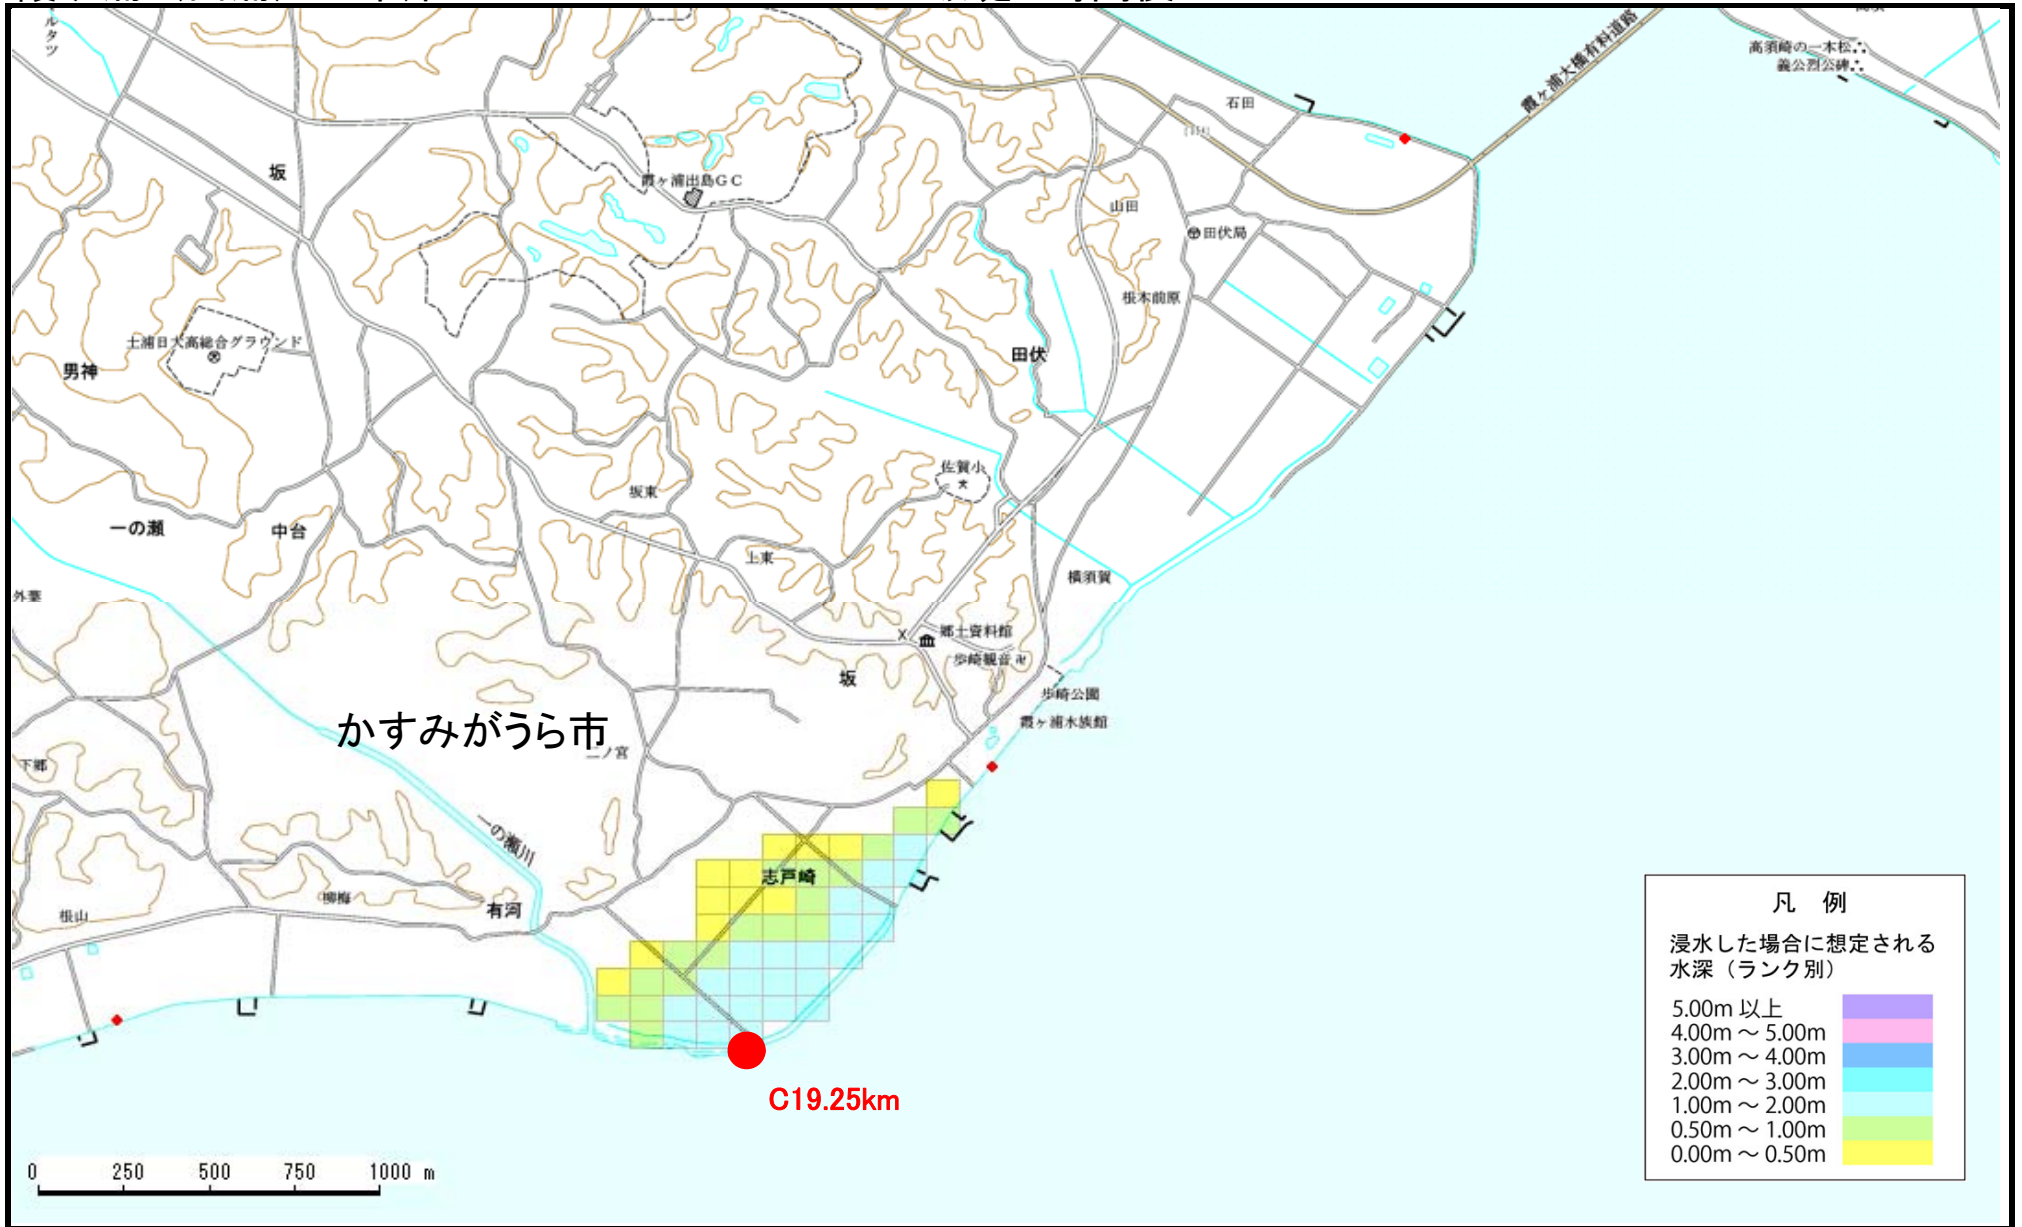 ルタツ
高須崎の一本松
義公烈公碑
霞ヶ浦大橋有料道路
石田
坂
霞ヶ浦出島GC
山田
田伏局
根木前原
土浦日大高総合グラウンド
田伏
男神
佐賀小
坂東
一の瀬
中台
上東
横須賀
外輩
郷土資料館
歩崎観音
坂
歩崎公園
霞ヶ浦水族館
かすみがうら市
二ノ宮
下郷
一の瀬川
志戸崎
柳梅
有河
根山
C19.25km
凡 例
浸水した場合に想定される
水深（ランク別）
5.00m 以上
4.00m ～ 5.00m
3.00m ～ 4.00m
2.00m ～ 3.00m
1.00m ～ 2.00m
0.50m ～ 1.00m
0.00m ～ 0.50m
0 250 500 750 1000 m